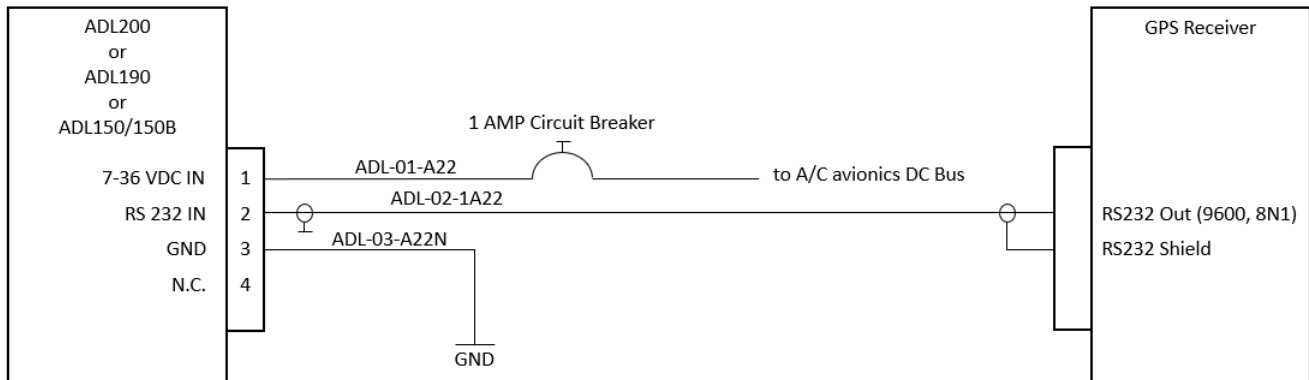 ADL200
or
ADL190
or
ADL150/150B
GPS Receiver
1 AMP Circuit Breaker
7-36 VDC IN 1 ADL-01-A22 to A/C avionics DC Bus
RS 232 IN 2 ADL-02-1A22 RS232 Out (9600, 8N1)
GND 3 ADL-03-A22N RS232 Shield
N.C. 4
GND